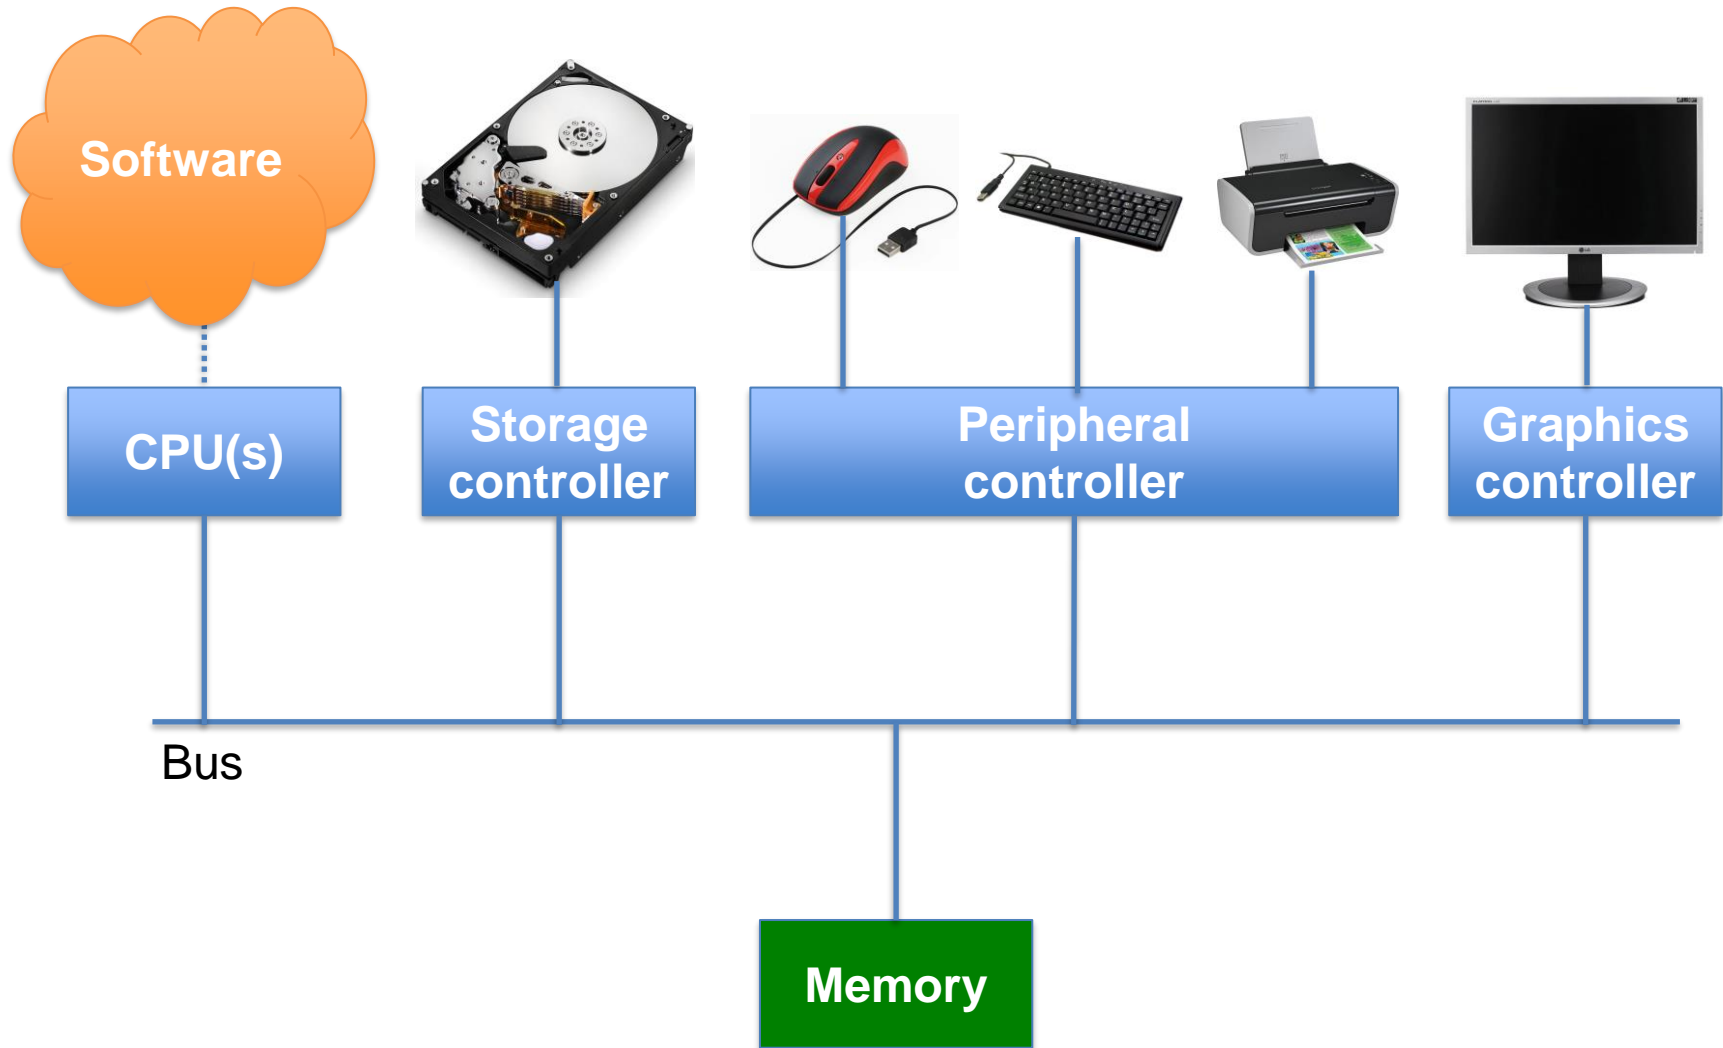 Software
CPU(s)
Storage
controller
Peripheral
controller
Graphics
controller
Bus
Memory